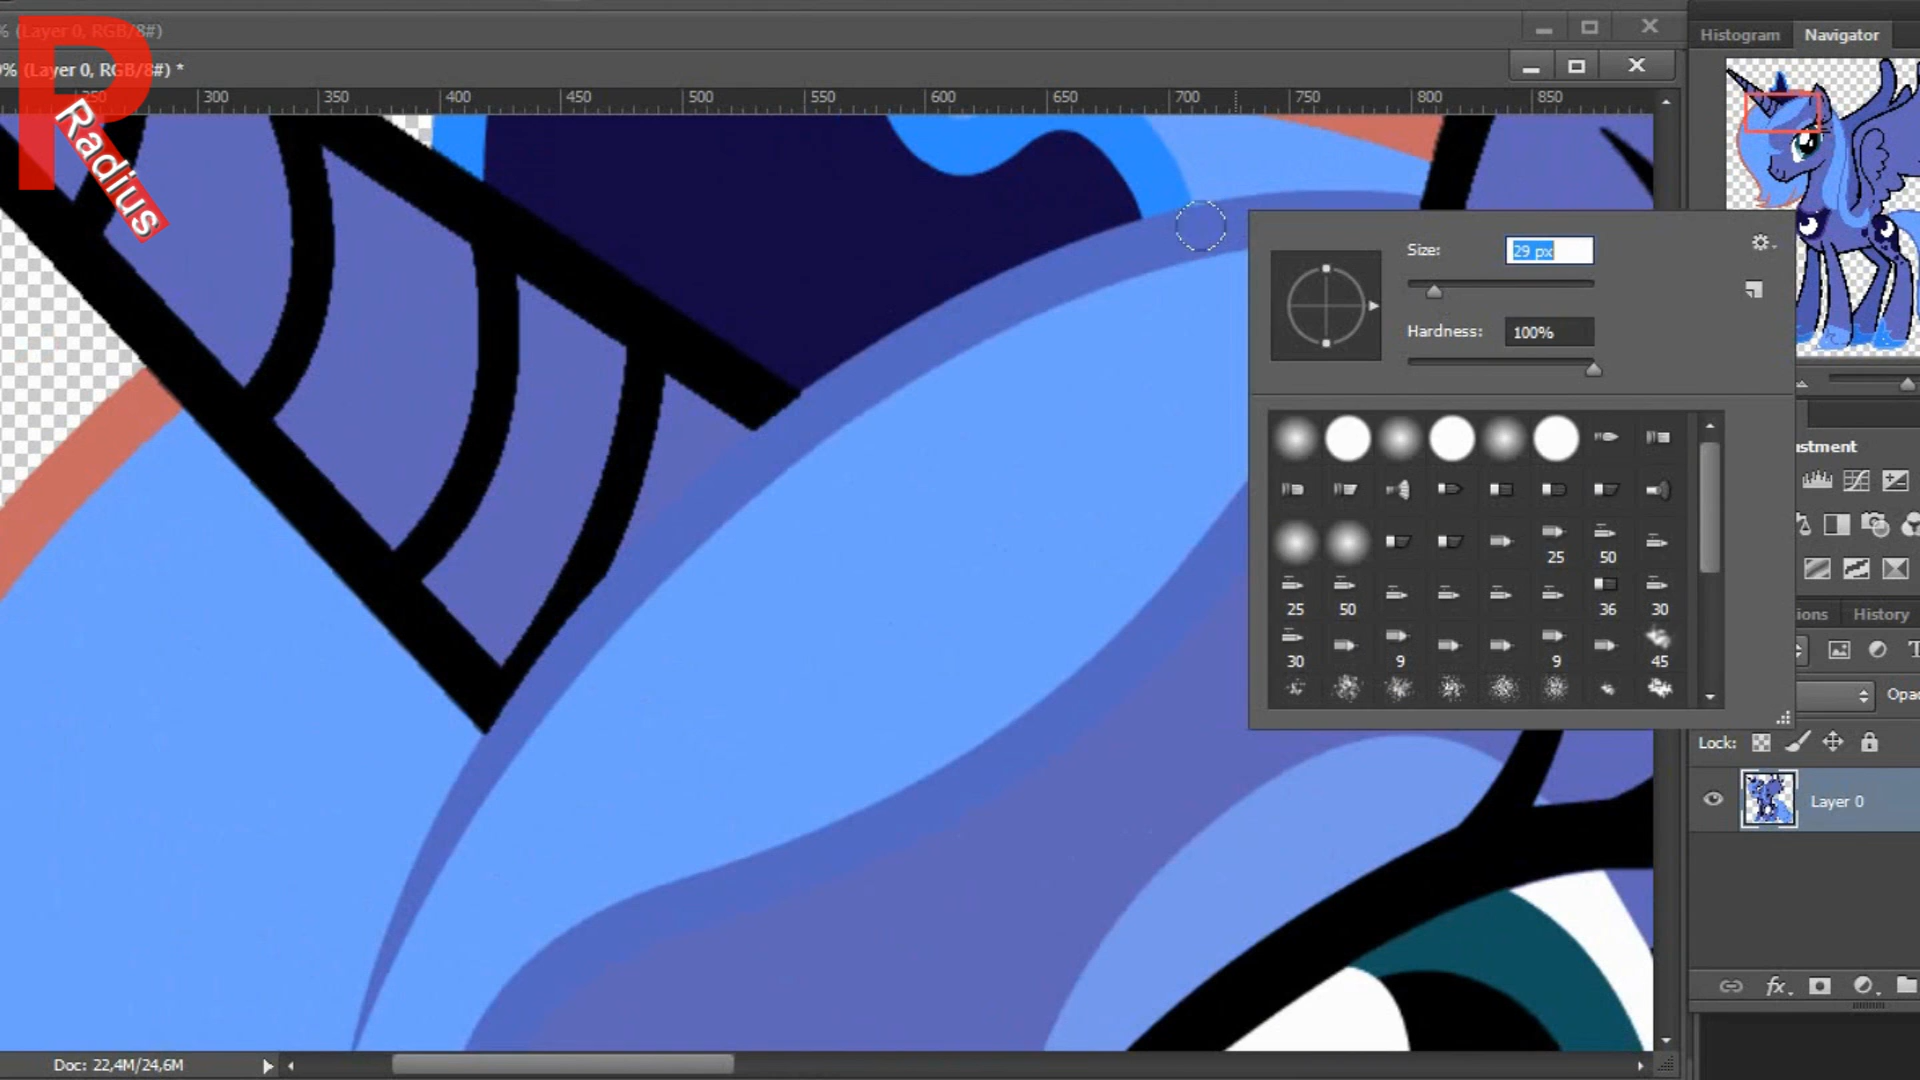 % (Layer 0, RGB/8#)
% (Layer 0, RGB/8#) *
R
Radius
250 300 350 400 450 500 550 600 650 700 750 800 850
Histogram Navigator
Size: 29 px
Hardness: 100%
25 50
25 50 36 30
30 9 9 45
ustment
ions History
Opac
Lock:
Layer 0
fx
Doc: 22,4M/24,6M